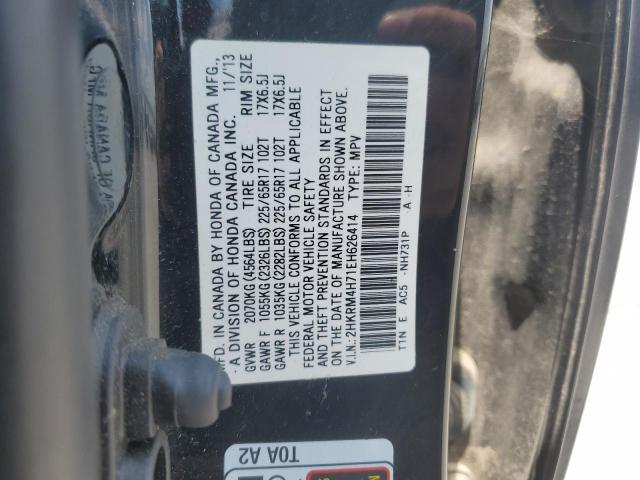 MFD. IN CANADA BY HONDA OF CANADA MFG.,
A DIVISION OF HONDA CANADA INC. 11/13
GVWR 2070KG(4564LBS) TIRE SIZE RIM SIZE
GAWR F 1055KG(2326LBS) 225/65R17 102T 17X6.5J
GAWR R 1035KG(2282LBS) 225/65R17 102T 17X6.5J
THIS VEHICLE CONFORMS TO ALL APPLICABLE
FEDERAL MOTOR VEHICLE SAFETY
AND THEFT PREVENTION STANDARDS IN EFFECT
ON THE DATE OF MANUFACTURE SHOWN ABOVE.
V.I.N.: 2HKRM4H71EH626414 TYPE: MPV
T1N E AC5 -NH731P A -H
T0A A2